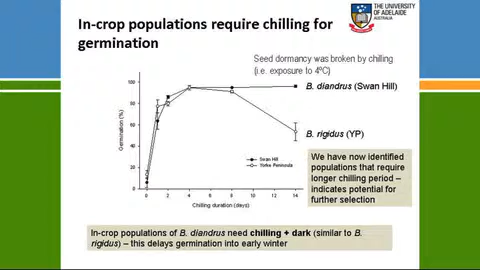 In-crop populations require chilling for
germination
THE UNIVERSITY
OF ADELAIDE
AUSTRALIA
Seed dormancy was broken by chilling
(i.e. exposure to 4°C)
B. diandrus (Swan Hill)
B. rigidus (YP)
Germination (%)
100
80
60
40
20
0
Swan Hill
Yorke Peninsula
0 2 4 6 8 10 12 14
Chilling duration (days)
We have now identified
populations that require
longer chilling period –
indicates potential for
further selection
In-crop populations of B. diandrus need chilling + dark (similar to B.
rigidus) – this delays germination into early winter